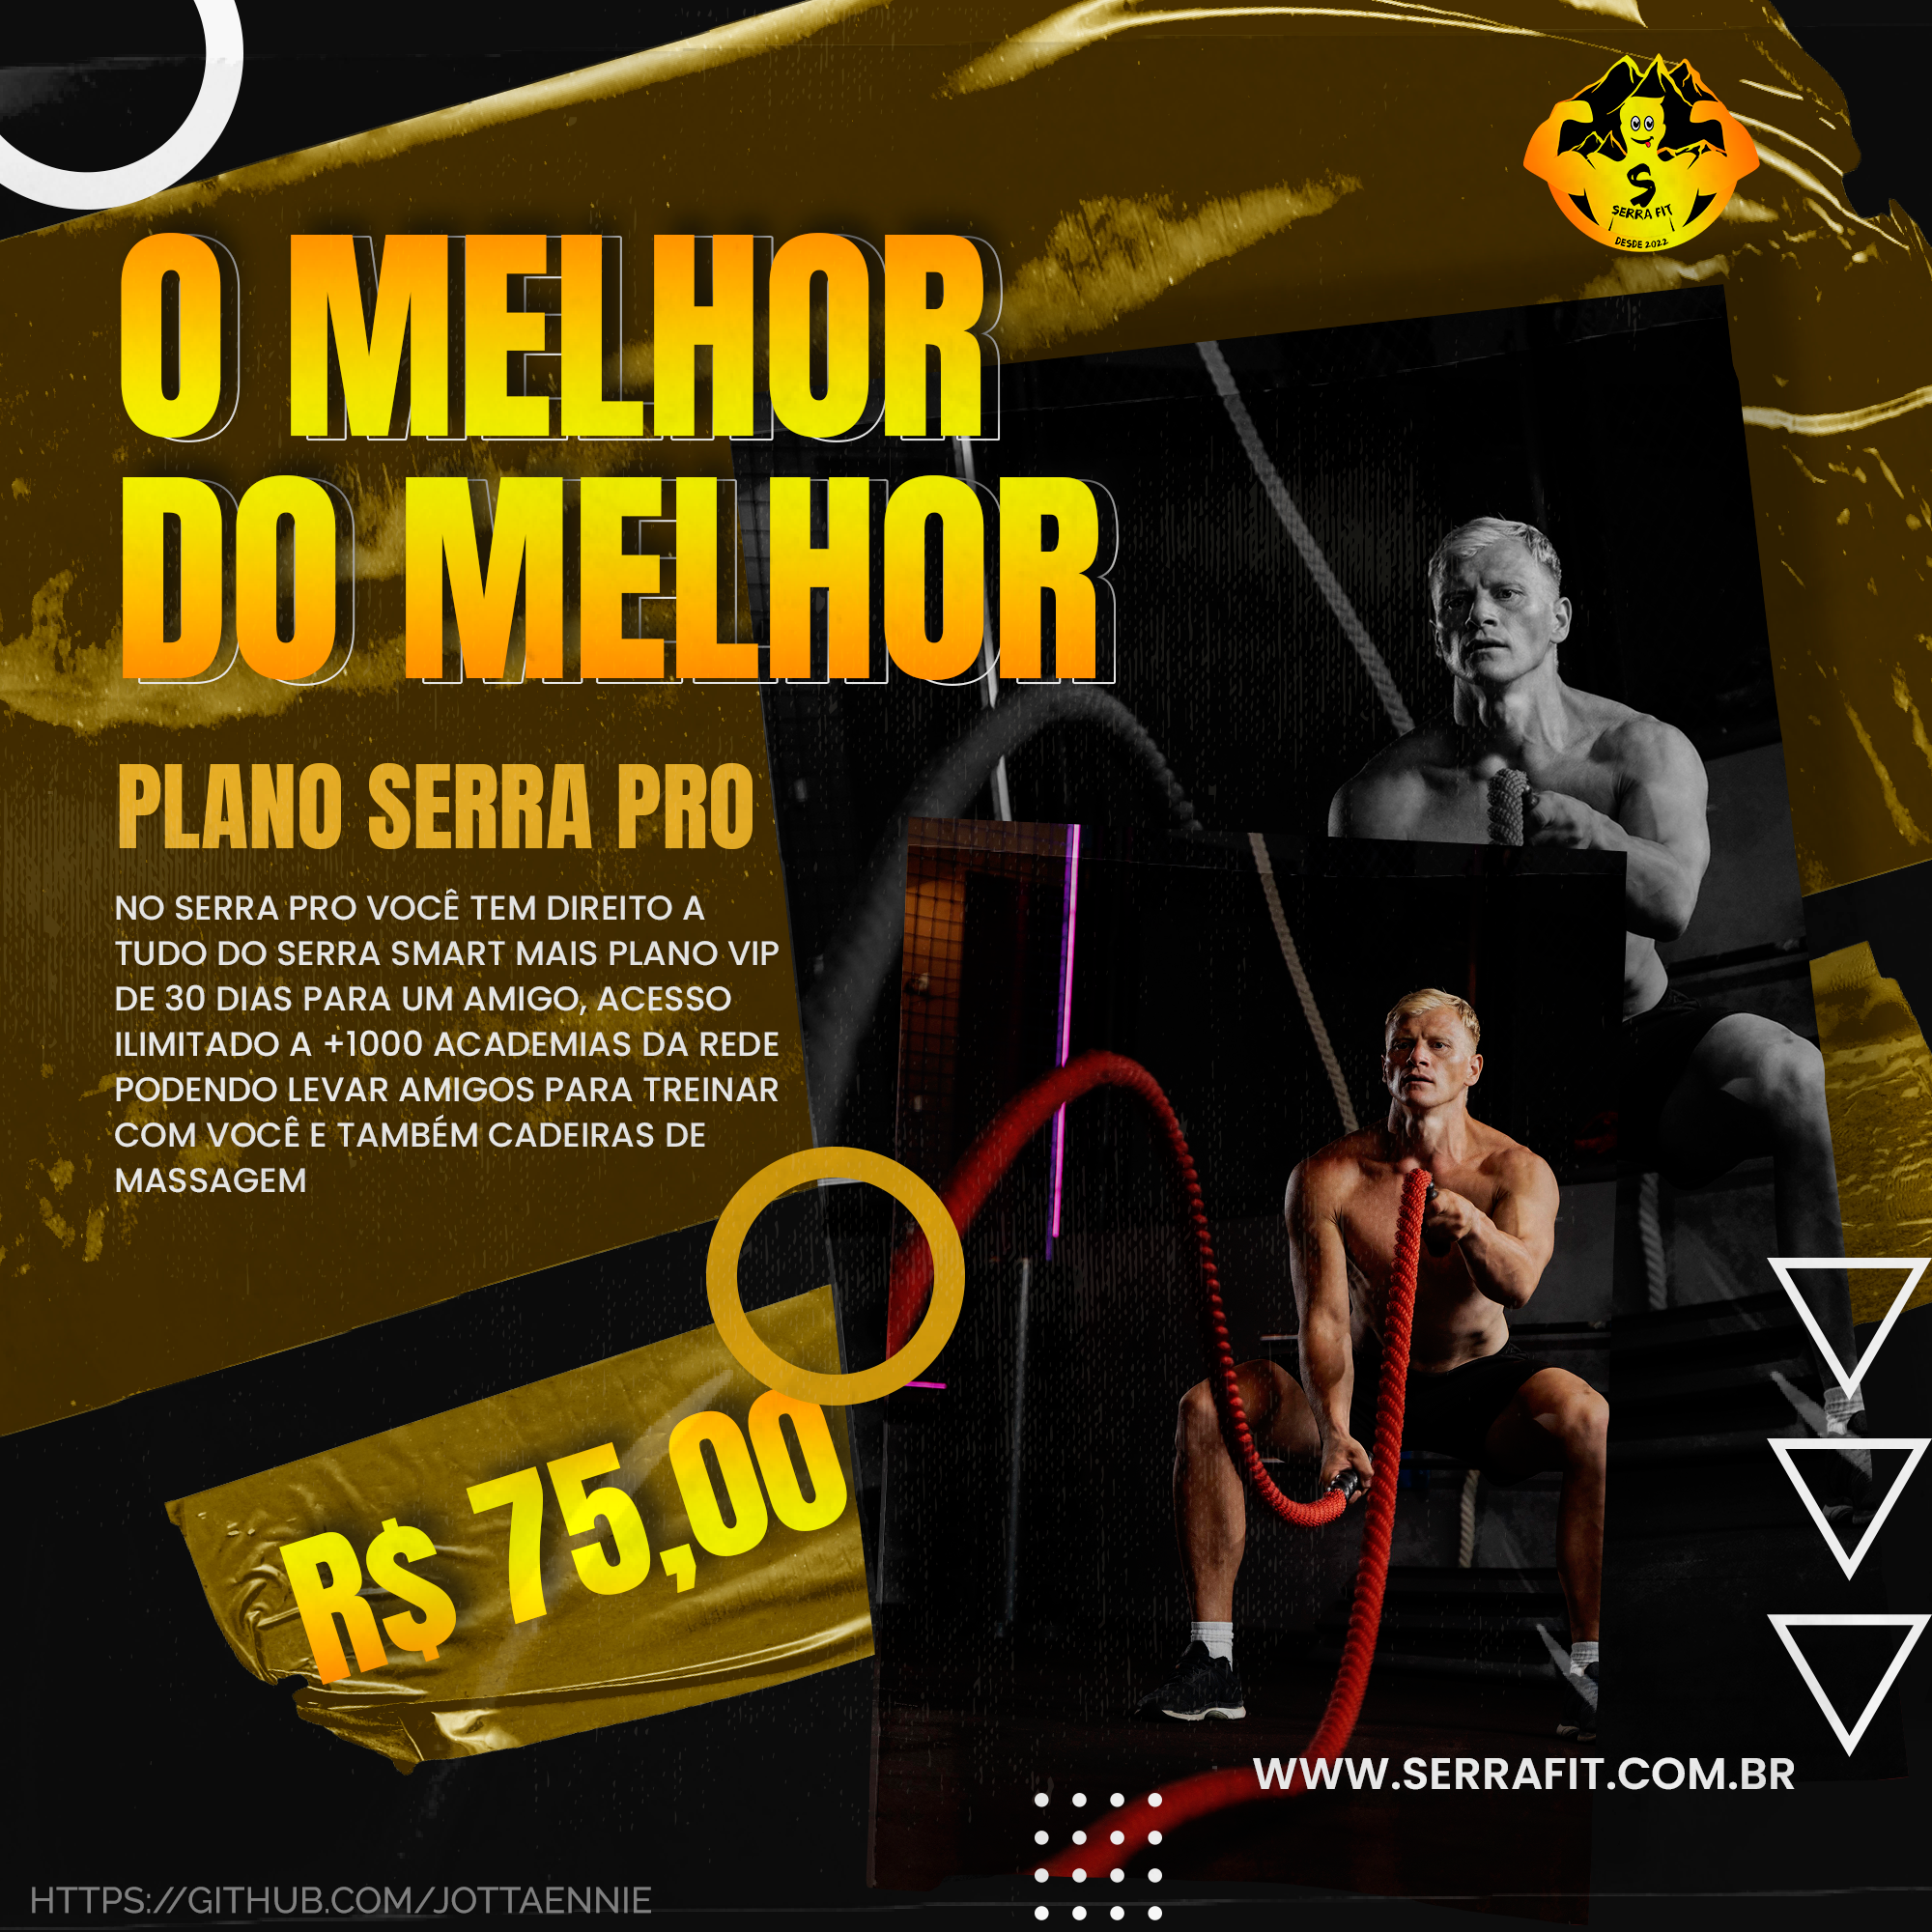 S
SERRA FIT
DESDE 2022
O MELHOR
DO MELHOR
PLANO SERRA PRO
NO SERRA PRO VOCÊ TEM DIREITO A
TUDO DO SERRA SMART MAIS PLANO VIP
DE 30 DIAS PARA UM AMIGO, ACESSO
ILIMITADO A +1000 ACADEMIAS DA REDE
PODENDO LEVAR AMIGOS PARA TREINAR
COM VOCÊ E TAMBÉM CADEIRAS DE
MASSAGEM
R$ 75,00
WWW.SERRAFIT.COM.BR
HTTPS://GITHUB.COM/JOTTAENNIE